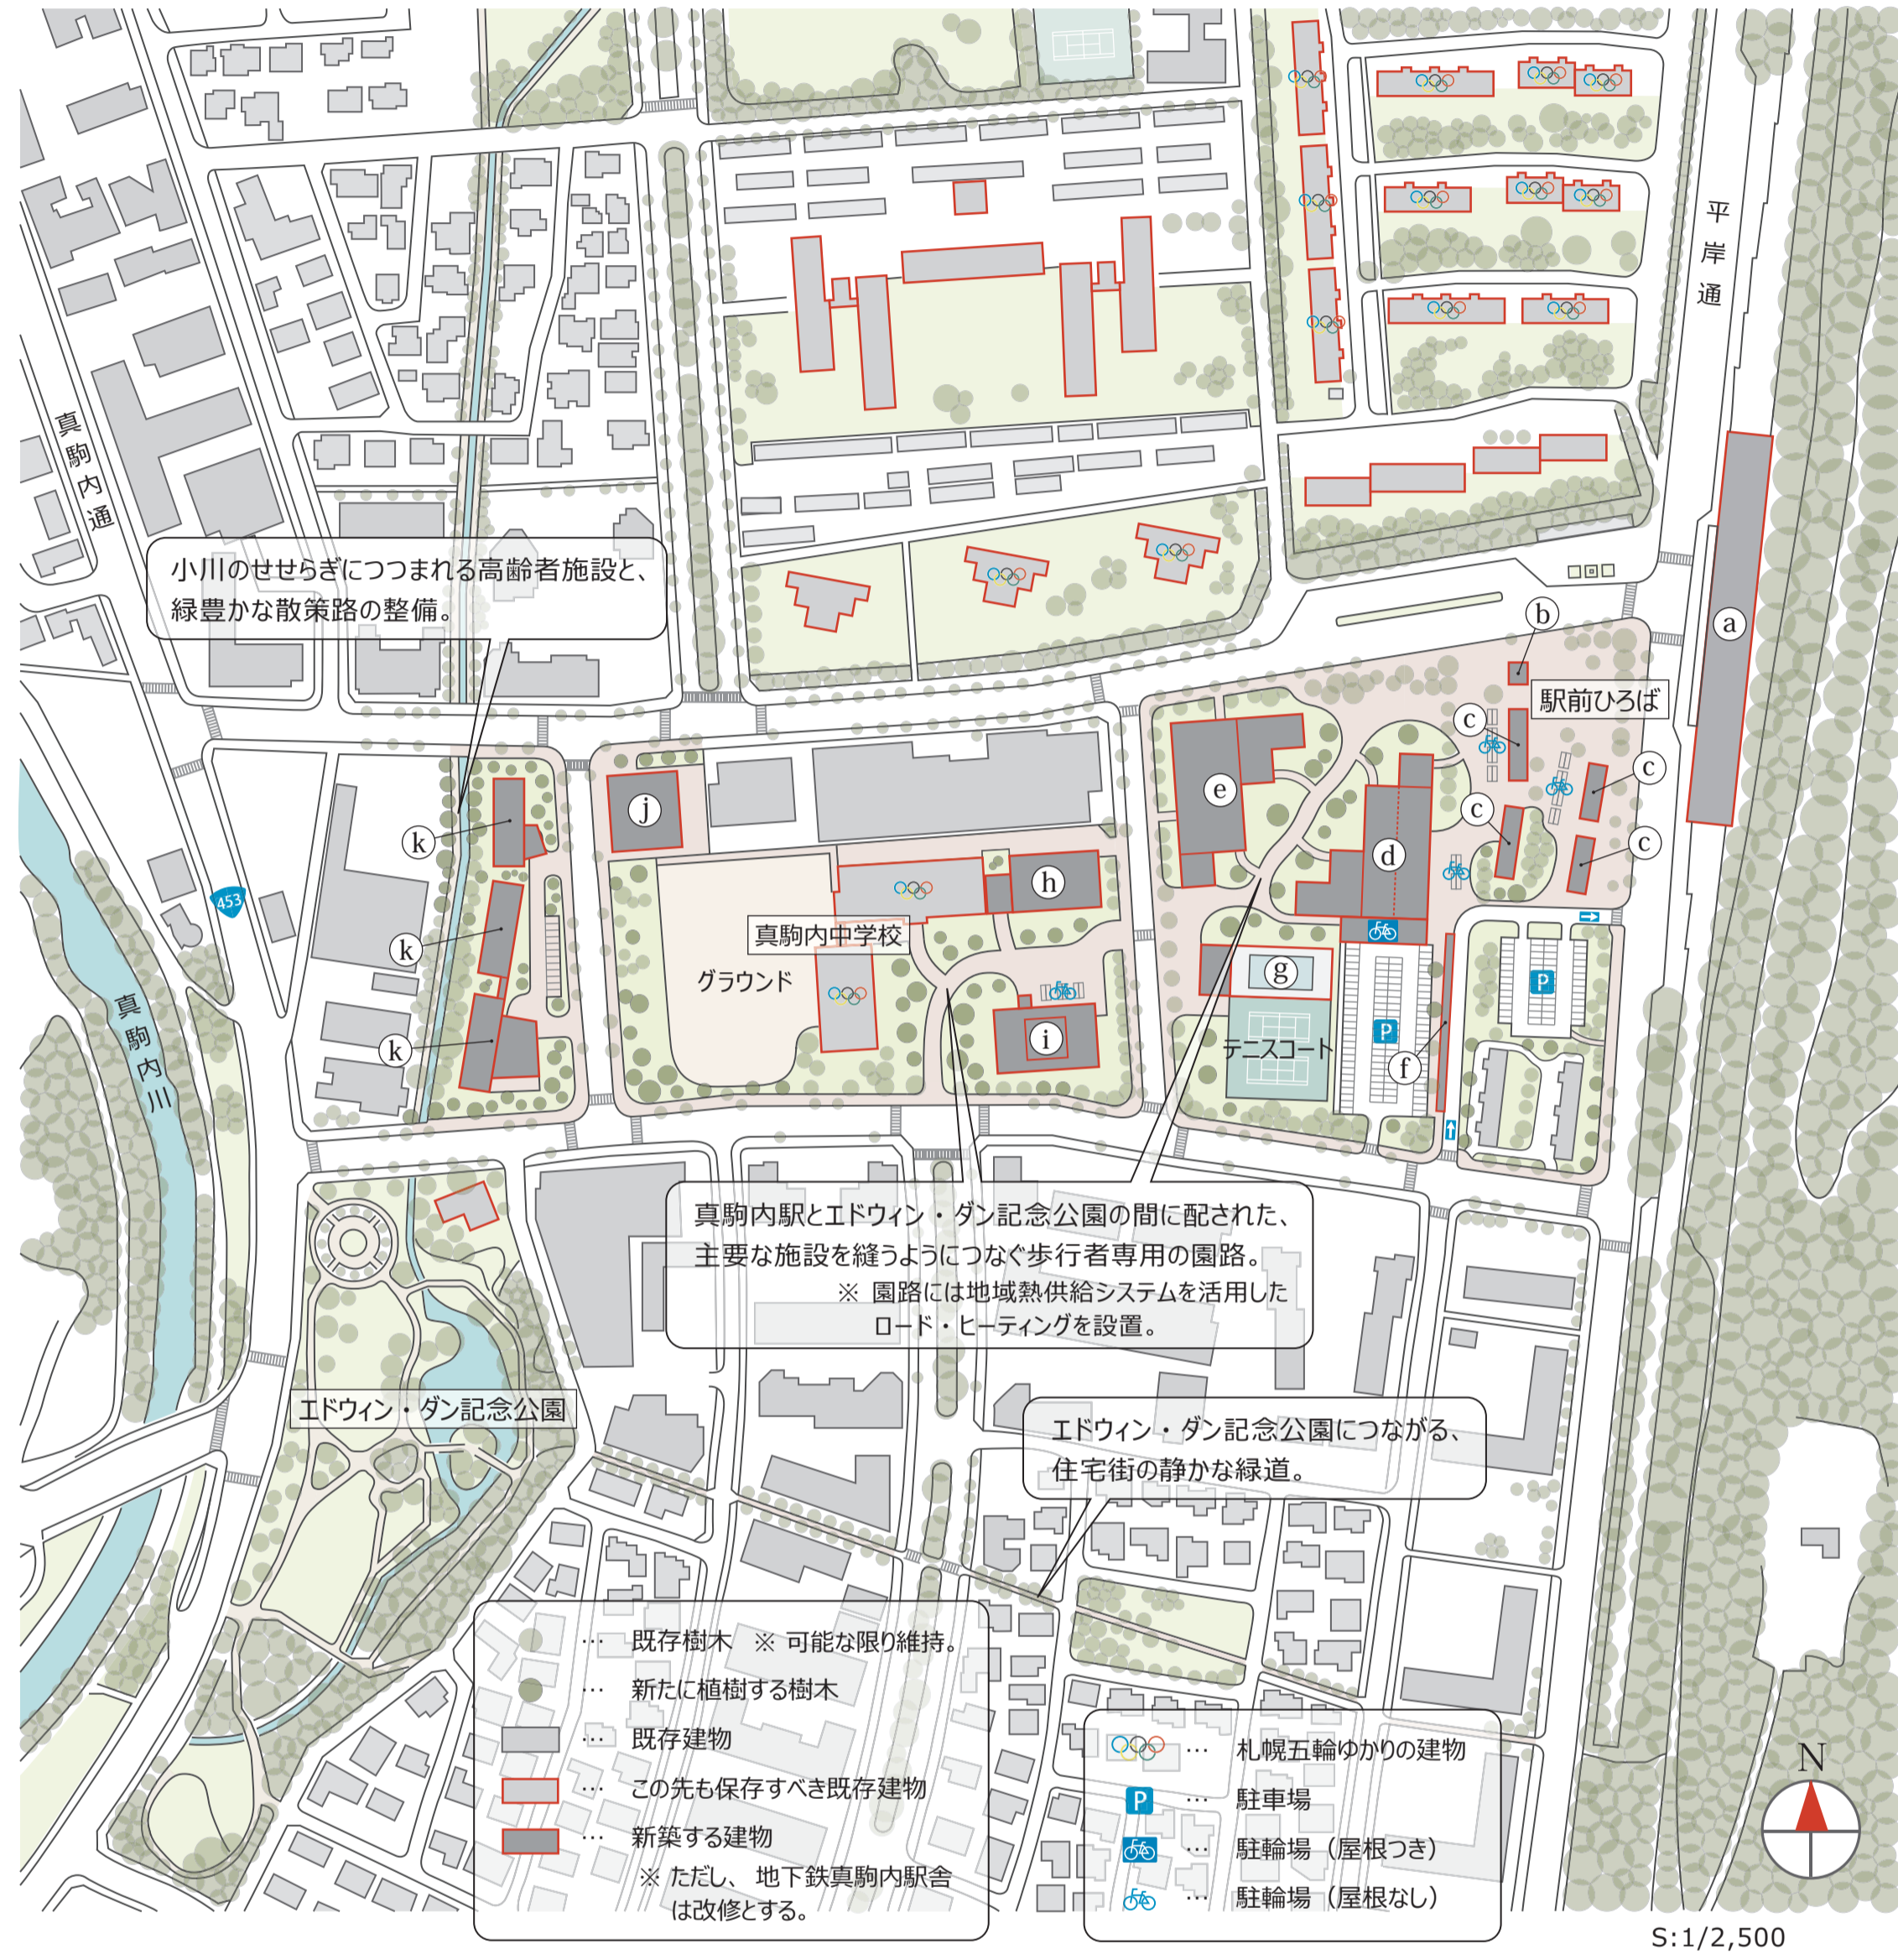 平岸通
真駒内通
小川のせせらぎにつつまれる高齢者施設と、
緑豊かな散策路の整備。
a
b
駅前ひろば
c
c
c
c
e
d
j
k
h
453
k
真駒内中学校
グラウンド
g
P
真駒内川
k
i
テニスコート
P
f
真駒内駅とエドウィン・ダン記念公園の間に配された、
主要な施設を縫うようにつなぐ歩行者専用の園路。
※ 園路には地域熱供給システムを活用した
ロード・ヒーティングを設置。
エドウィン・ダン記念公園
エドウィン・ダン記念公園につながる、
住宅街の静かな緑道。
… 既存樹木 ※ 可能な限り維持。
… 新たに植樹する樹木
… 既存建物
… この先も保存すべき既存建物
… 新築する建物
※ ただし、地下鉄真駒内駅舎
は改修とする。
… 札幌五輪ゆかりの建物
P … 駐車場
… 駐輪場（屋根つき）
… 駐輪場（屋根なし）
N
S:1/2,500